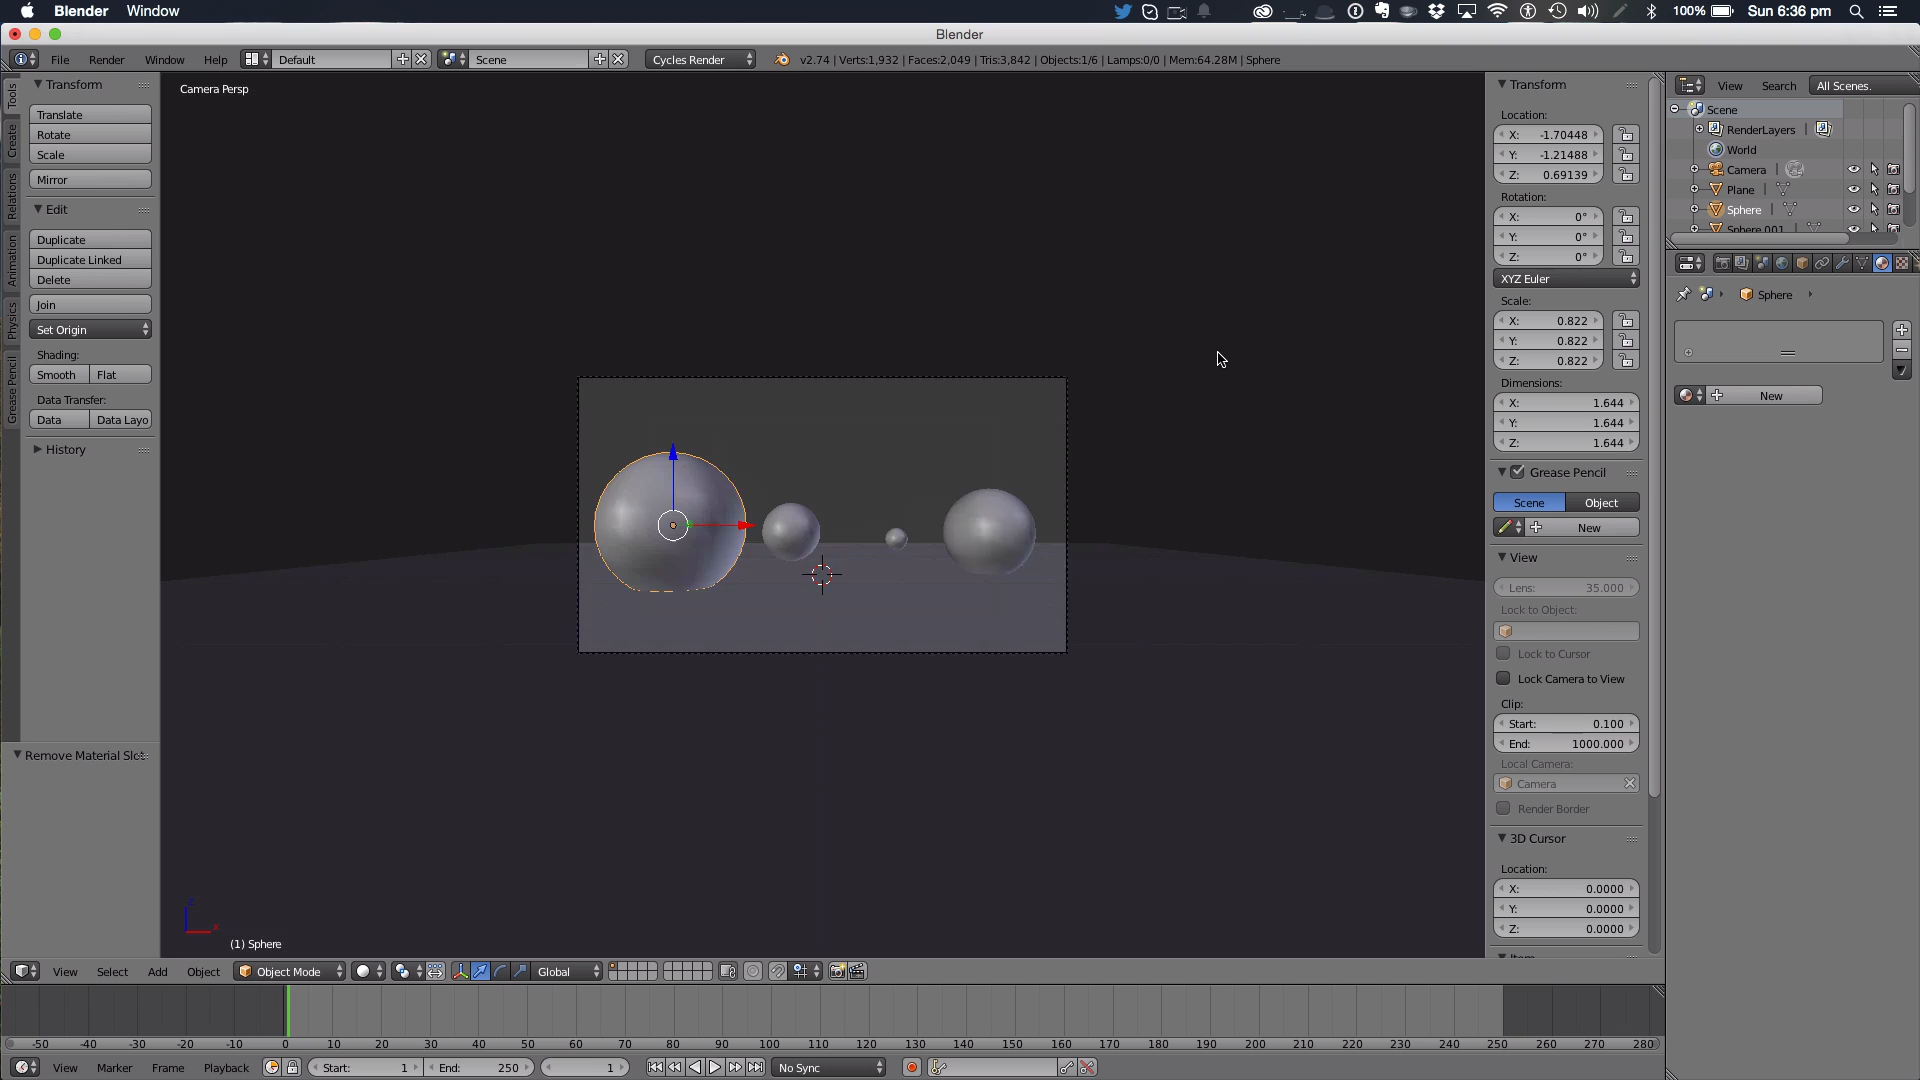 Blender Window 100% Sun 6:36 pm
Blender
File Render Window Help Default Scene Cycles Render v2.74 | Verts:1,932 | Faces:2,049 | Tris:3,842 | Objects:1/6 | Lamps:0/0 | Mem:64.28M | Sphere
Tools
Create
Relations
Animation
Physics
Grease Pencil
Transform
Translate
Rotate
Scale
Mirror
Edit
Duplicate
Duplicate Linked
Delete
Join
Set Origin
Shading:
Smooth Flat
Data Transfer:
Data Data Layo
History
Remove Material Slot
Camera Persp
(1) Sphere
Transform
Location:
X: -1.70448
Y: -1.21488
Z: 0.69139
Rotation:
X: 0°
Y: 0°
Z: 0°
XYZ Euler
Scale:
X: 0.822
Y: 0.822
Z: 0.822
Dimensions:
X: 1.644
Y: 1.644
Z: 1.644
Grease Pencil
Scene Object
New
View
Lens: 35.000
Lock to Object:
Lock to Cursor
Lock Camera to View
Clip:
Start: 0.100
End: 1000.000
Local Camera:
Camera
Render Border
3D Cursor
Location:
X: 0.0000
Y: 0.0000
Z: 0.0000
View Search All Scenes.
Scene
RenderLayers
World
Camera
Plane
Sphere
Sphere.001
Sphere
New
View Select Add Object Object Mode Global
-50 -40 -30 -20 -10 0 10 20 30 40 50 60 70 80 90 100 110 120 130 140 150 160 170 180 190 200 210 220 230 240 250 260 270 280
View Marker Frame Playback Start: 1 End: 250 1 No Sync